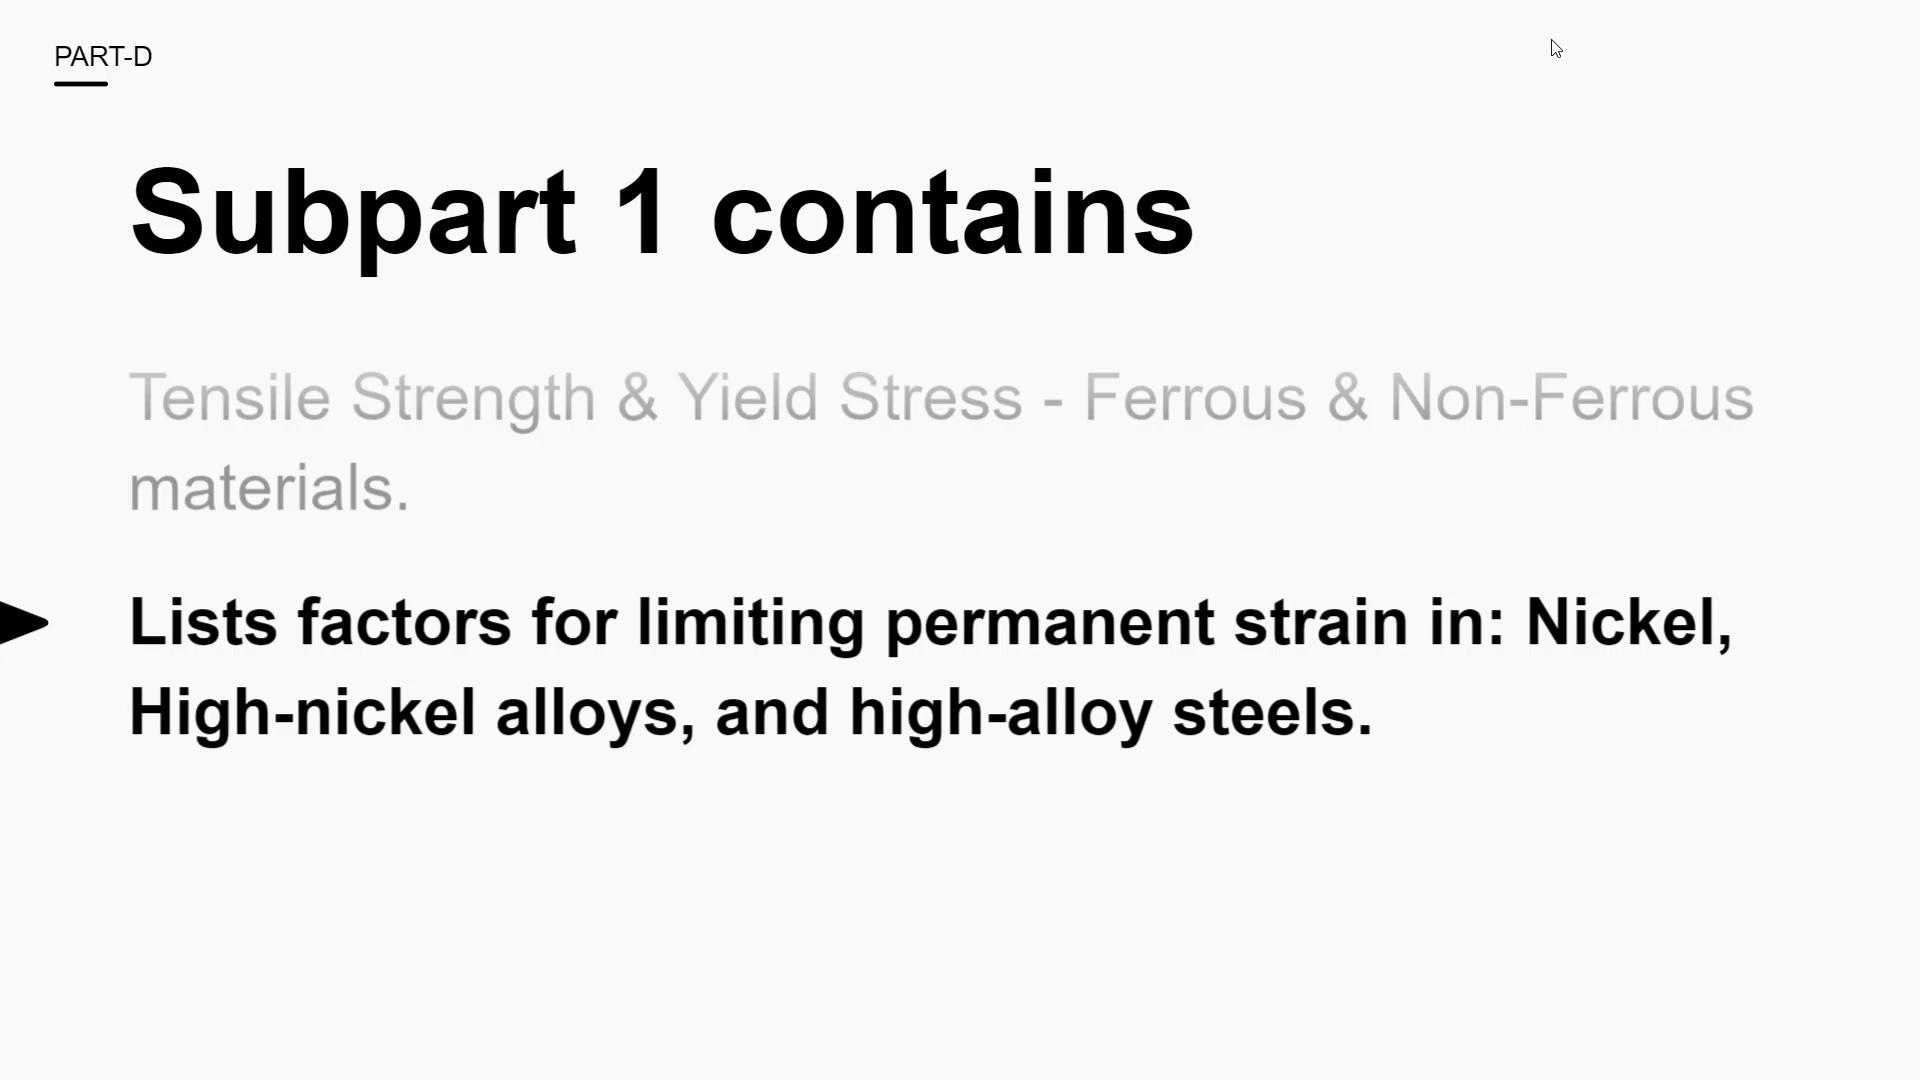 PART-D
Subpart 1 contains
Tensile Strength & Yield Stress - Ferrous & Non-Ferrous
materials.
Lists factors for limiting permanent strain in: Nickel,
High-nickel alloys, and high-alloy steels.